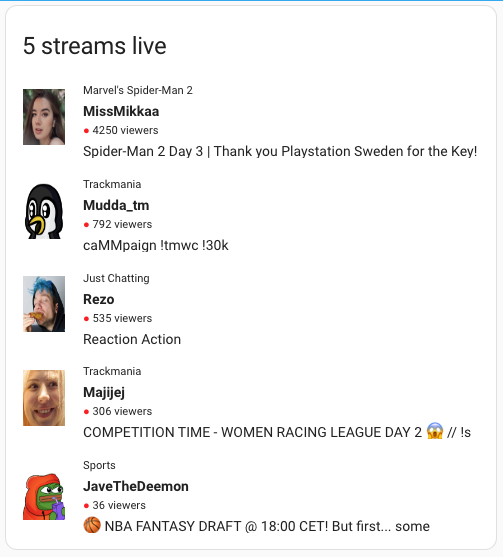 5 streams live
Marvel's Spider-Man 2
MissMikkaa
● 4250 viewers
Spider-Man 2 Day 3 | Thank you Playstation Sweden for the Key!
Trackmania
Mudda_tm
● 792 viewers
caMMpaign !tmwc !30k
Just Chatting
Rezo
● 535 viewers
Reaction Action
Trackmania
Majijej
● 306 viewers
COMPETITION TIME - WOMEN RACING LEAGUE DAY 2 😱 // !s
Sports
JaveTheDeemon
● 36 viewers
🏀 NBA FANTASY DRAFT @ 18:00 CET! But first... some